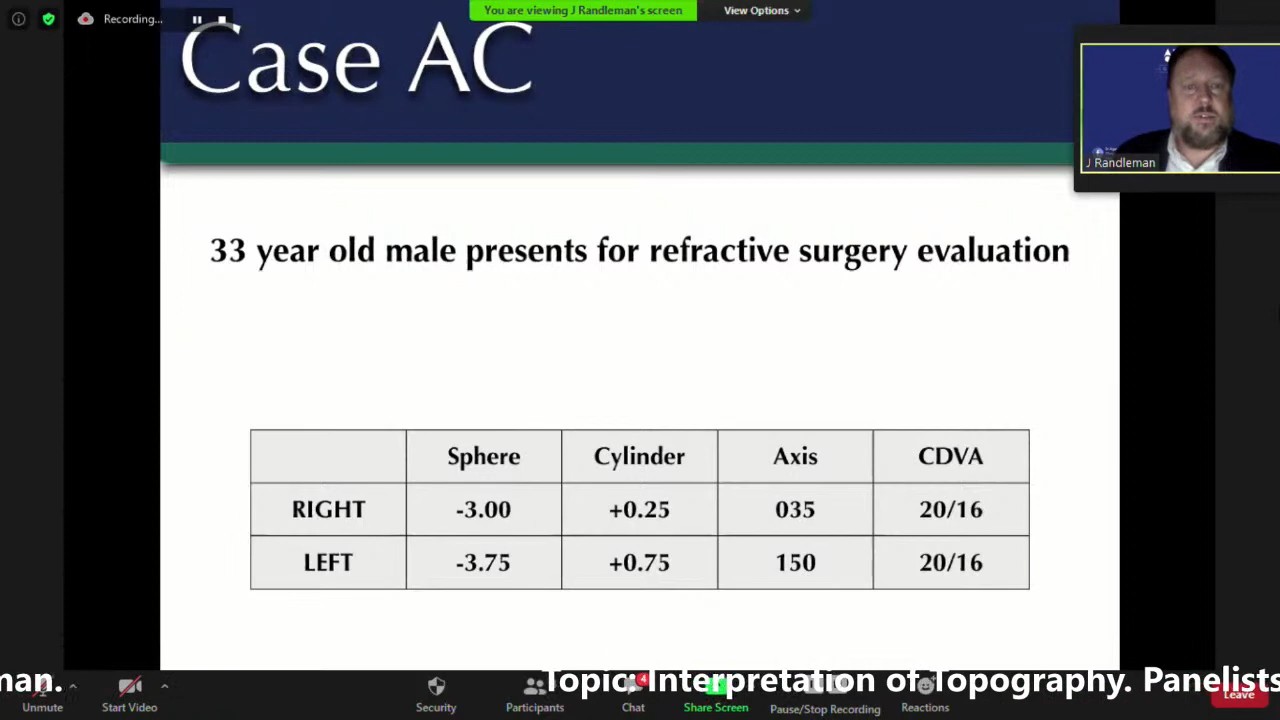 Recording...
You are viewing J Randleman's screen
View Options
Case AC
J Randleman
33 year old male presents for refractive surgery evaluation
Sphere Cylinder Axis CDVA
RIGHT -3.00 +0.25 035 20/16
LEFT -3.75 +0.75 150 20/16
man. Topic: Interpretation of Topography. Panelists
4
Unmute Start Video Security Participants Chat Share Screen Pause/Stop Recording Reactions Leave